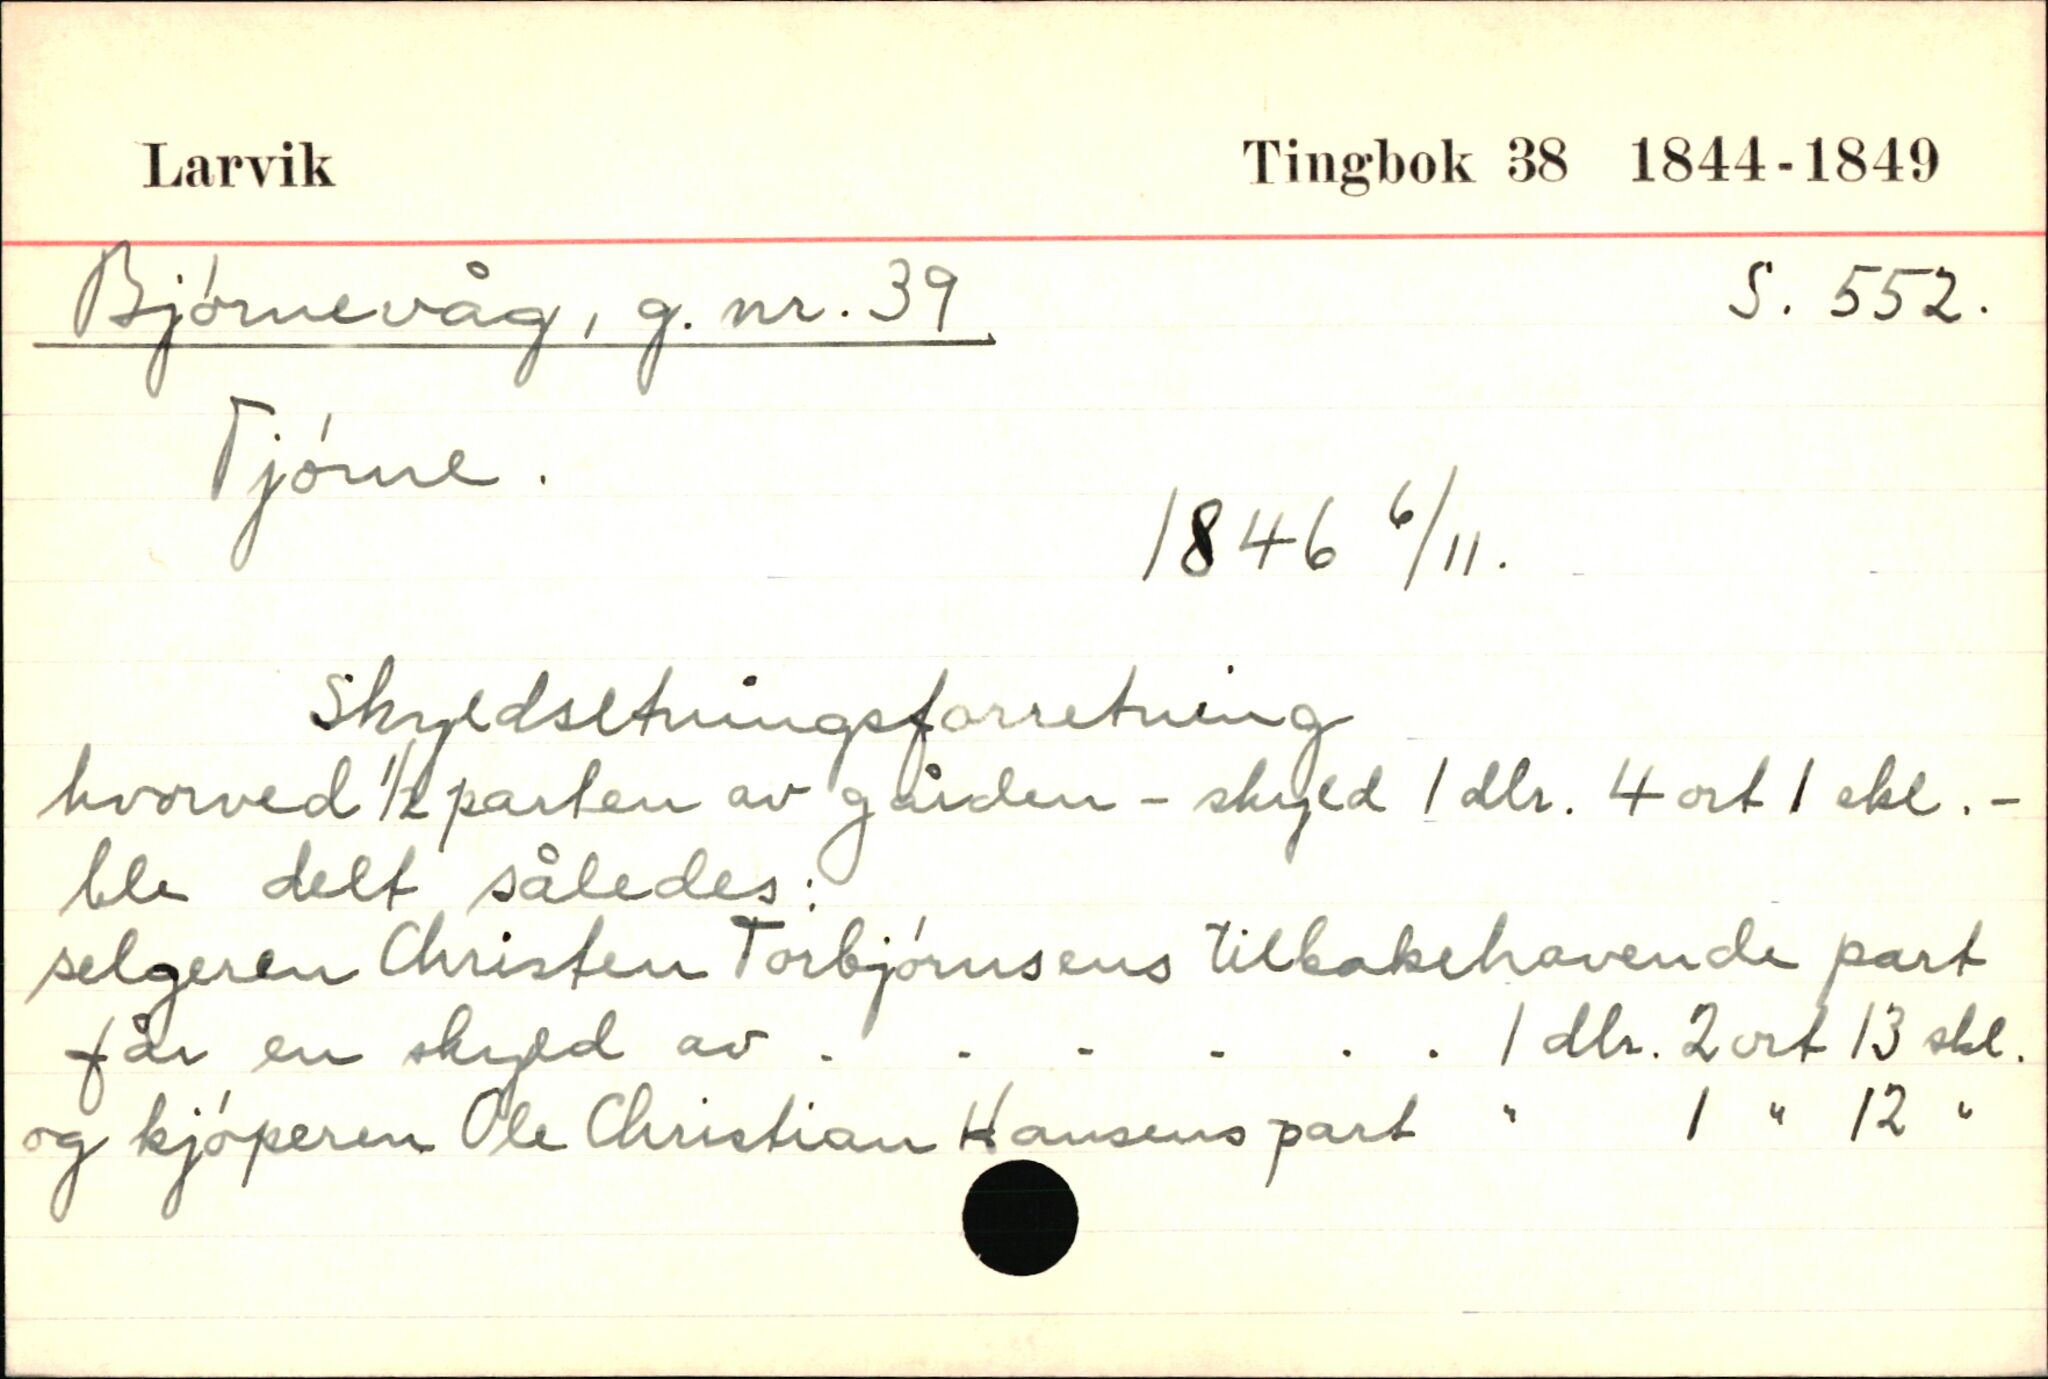 Larvik Tingbok 38 1844-1849
Bjørnevåg, g. nr. 39 S. 552.
Tjøme.
1846 6/11.
Skyldsetningsforretning
hvorved 1/2 parten av gården - skyld 1 dlr. 4 ort 1 skl. -
ble delt således:
selgeren Christen Torbjørnsens tilbakehavende part
får en skyld av . - - - . . 1 dlr. 2 ort 13 skl.
og kjøperen Ole Christian Hansens part " 1 " 12 "